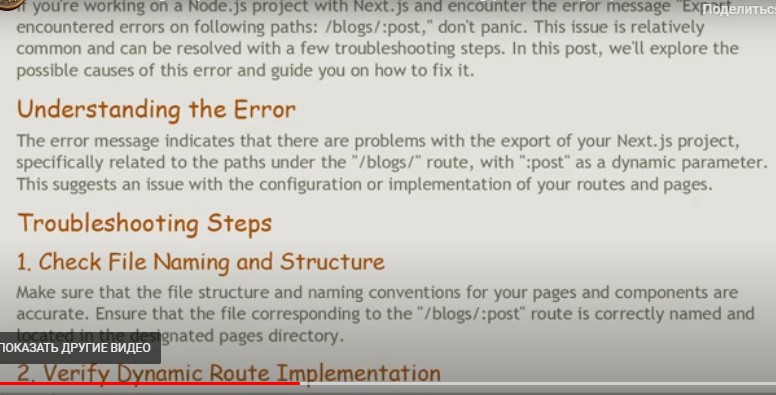 If you're working on a Node.js project with Next.js and encounter the error message "Exp
Поделиться
encountered errors on following paths: /blogs/:post," don't panic. This issue is relatively
common and can be resolved with a few troubleshooting steps. In this post, we'll explore the
possible causes of this error and guide you on how to fix it.
Understanding the Error
The error message indicates that there are problems with the export of your Next.js project,
specifically related to the paths under the "/blogs/" route, with ":post" as a dynamic parameter.
This suggests an issue with the configuration or implementation of your routes and pages.
Troubleshooting Steps
1. Check File Naming and Structure
Make sure that the file structure and naming conventions for your pages and components are
accurate. Ensure that the file corresponding to the "/blogs/:post" route is correctly named and
located in the designated pages directory.
ПОКАЗАТЬ ДРУГИЕ ВИДЕО
2. Verify Dynamic Route Implementation